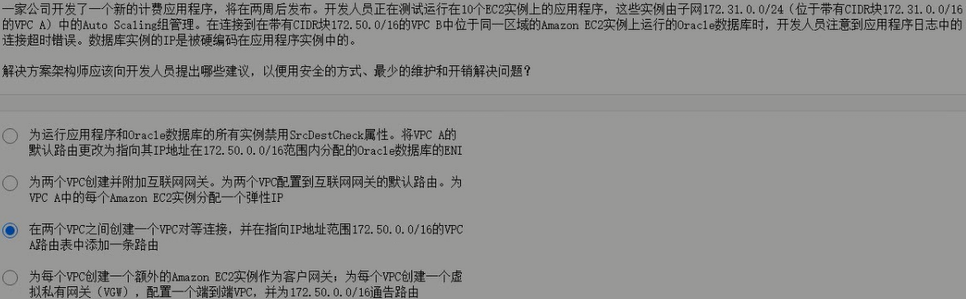 一家公司开发了一个新的计费应用程序，将在两周后发布。开发人员正在测试运行在10个EC2实例上的应用程序，这些实例由子网172.31.0.0/24（位于带有CIDR块172.31.0.0/16
的VPC A）中的Auto Scaling组管理。在连接到在带有CIDR块172.50.0/16的VPC B中位于同一区域的Amazon EC2实例上运行的Oracle数据库时，开发人员注意到应用程序日志中的
连接超时错误。数据库实例的IP是被硬编码在应用程序实例中的。
解决方案架构师应该向开发人员提出哪些建议，以便用安全的方式、最少的维护和开销解决问题？
为运行应用程序和Oracle数据库的所有实例禁用SrcDestCheck属性。将VPC A的
默认路由更改为指向其IP地址在172.50.0.0/16范围内分配的Oracle数据库的ENI
为两个VPC创建并附加互联网网关。为两个VPC配置到互联网网关的默认路由。为
VPC A中的每个Amazon EC2实例分配一个弹性IP
在两个VPC之间创建一个VPC对等连接，并在指向IP地址范围172.50.0.0/16的VPC
A路由表中添加一条路由
为每个VPC创建一个额外的Amazon EC2实例作为客户网关；为每个VPC创建一个虚
拟私有网关（VGW），配置一个端到端VPC，并为172.50.0.0/16通告路由